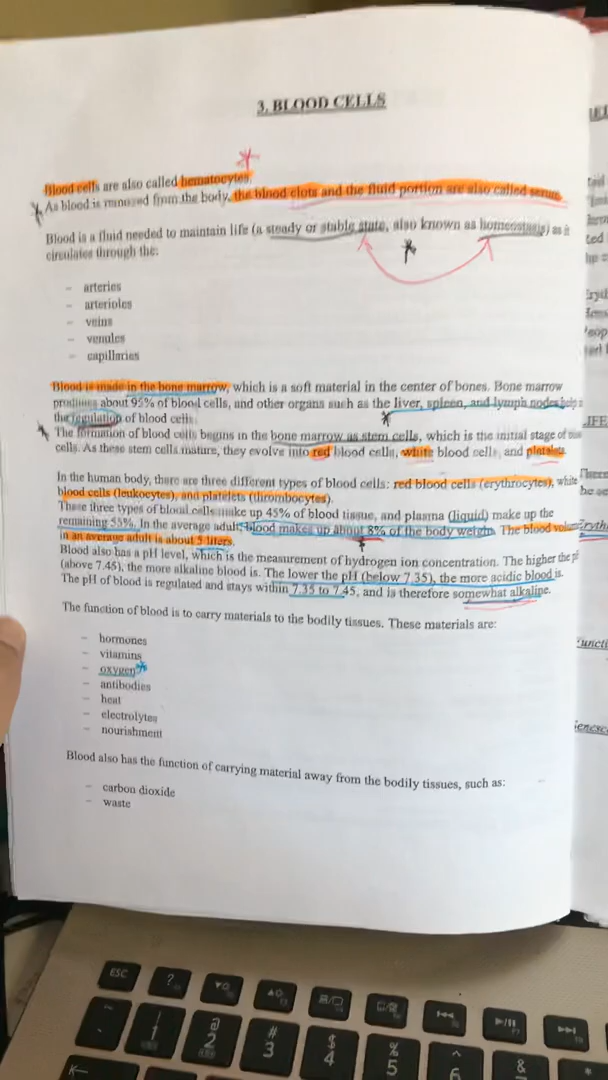 3. BLOOD CELLS
Blood cells are also called hematocytes.
As blood is removed from the body, the blood clots and the fluid portion are also called serum.
Blood is a fluid needed to maintain life (a steady or stable state, also known as homeostasis) as it
circulates through the:
- arteries
- arterioles
- veins
- venules
- capillaries
Blood is made in the bone marrow, which is a soft material in the center of bones. Bone marrow
produces about 95% of blood cells, and other organs such as the liver, spleen, and lymph nodes help in
the regulation of blood cells.
The formation of blood cells begins in the bone marrow as stem cells, which is the initial stage of
cells. As these stem cells mature, they evolve into red blood cells, white blood cells, and platelets.
In the human body, there are three different types of blood cells: red blood cells (erythrocytes), white
blood cells (leukocytes), and platelets (thrombocytes).
These three types of blood cells make up 45% of blood tissue, and plasma (liquid) make up the
remaining 55%. In the average adult, blood makes up about 8% of the body weight. The blood volume
in an average adult is about 5 liters.
Blood also has a pH level, which is the measurement of hydrogen ion concentration. The higher the
(above 7.45), the more alkaline blood is. The lower the pH (below 7.35), the more acidic blood is.
The pH of blood is regulated and stays within 7.35 to 7.45, and is therefore somewhat alkaline.
The function of blood is to carry materials to the bodily tissues. These materials are:
- hormones
- vitamins
- oxygen
- antibodies
- heat
- electrolytes
- nourishment
Blood also has the function of carrying material away from the bodily tissues, such as:
- carbon dioxide
- waste
ESC
?
! 1
@ 2
# 3
$ 4
% 5
^ 6
&
*